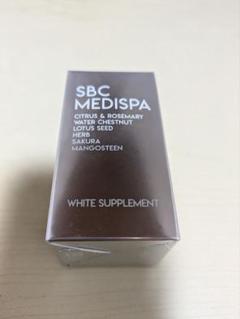 SBC
MEDISPA
CITRUS & ROSEMARY
WATER CHESTNUT
LOTUS SEED
HERB
SAKURA
MANGOSTEEN
WHITE SUPPLEMENT